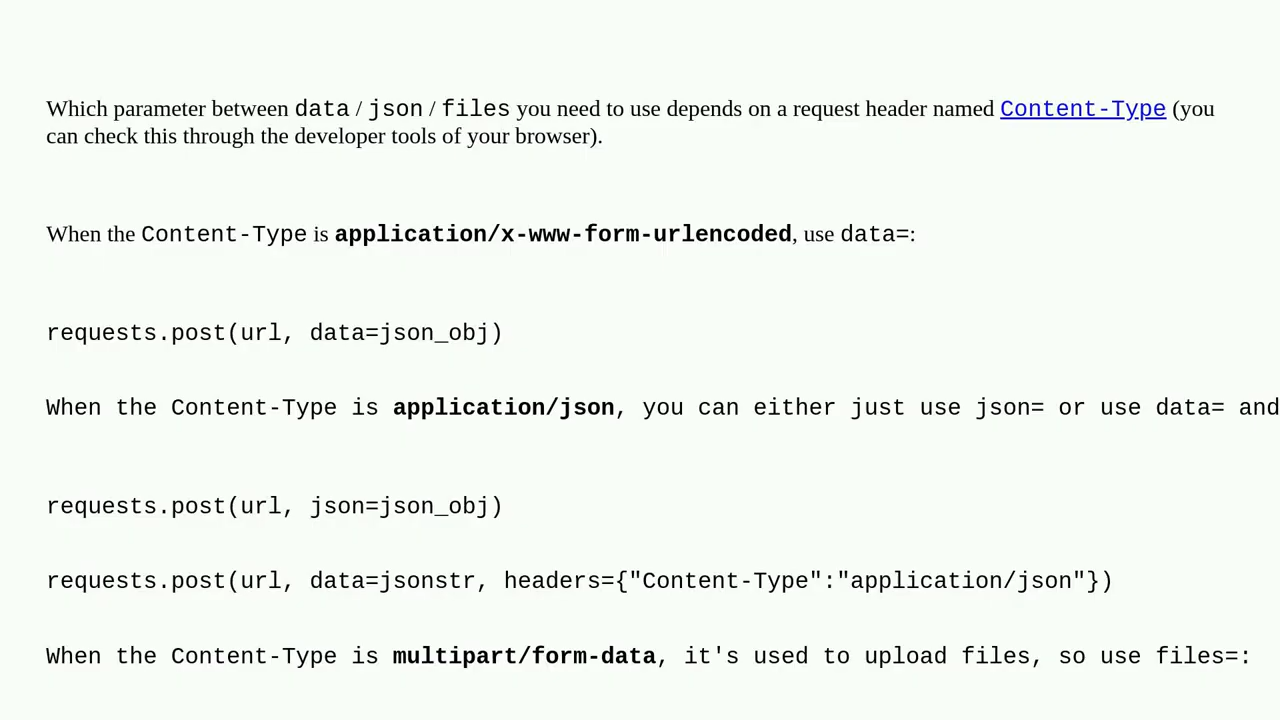 Which parameter between data / json / files you need to use depends on a request header named Content-Type (you
can check this through the developer tools of your browser).
When the Content-Type is application/x-www-form-urlencoded, use data=:
requests.post(url, data=json_obj)
When the Content-Type is application/json, you can either just use json= or use data= and
requests.post(url, json=json_obj)
requests.post(url, data=jsonstr, headers={"Content-Type":"application/json"})
When the Content-Type is multipart/form-data, it's used to upload files, so use files=: